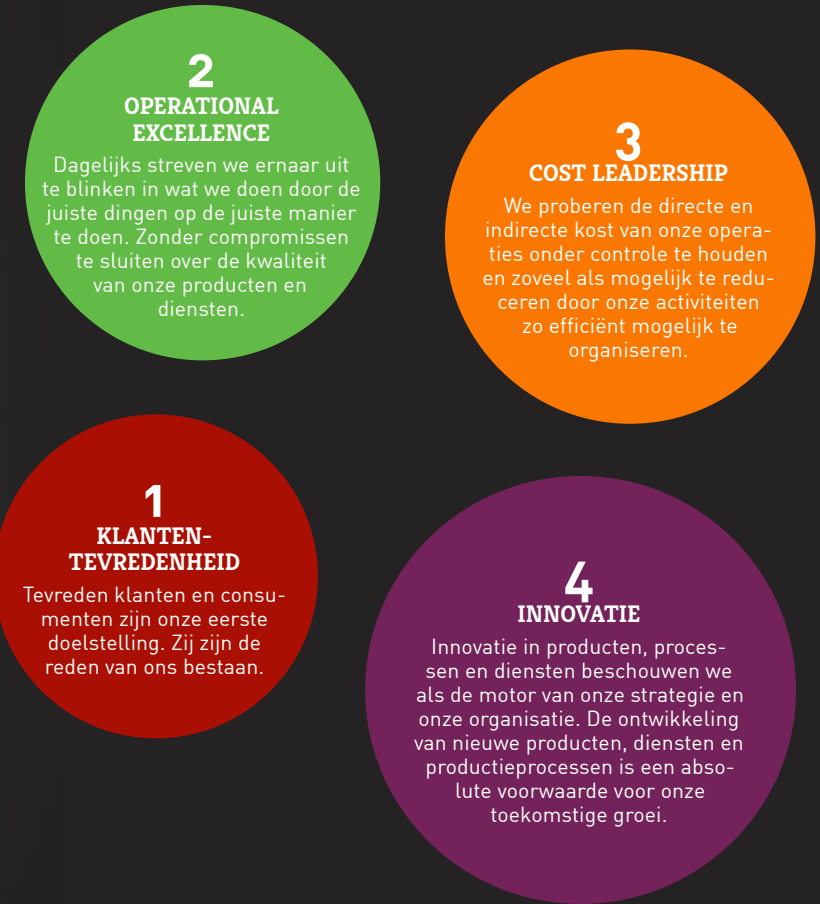 2
OPERATIONAL
EXCELLENCE
Dagelijks streven we ernaar uit
te blinken in wat we doen door de
juiste dingen op de juiste manier
te doen. Zonder compromissen
te sluiten over de kwaliteit
van onze producten en
diensten.
3
COST LEADERSHIP
We proberen de directe en
indirecte kost van onze opera-
ties onder controle te houden
en zoveel als mogelijk te redu-
ceren door onze activiteiten
zo efficiënt mogelijk te
organiseren.
1
KLANTEN-
TEVREDENHEID
Tevreden klanten en consu-
menten zijn onze eerste
doelstelling. Zij zijn de
reden van ons bestaan.
4
INNOVATIE
Innovatie in producten, proces-
sen en diensten beschouwen we
als de motor van onze strategie en
onze organisatie. De ontwikkeling
van nieuwe producten, diensten en
productieprocessen is een abso-
lute voorwaarde voor onze
toekomstige groei.